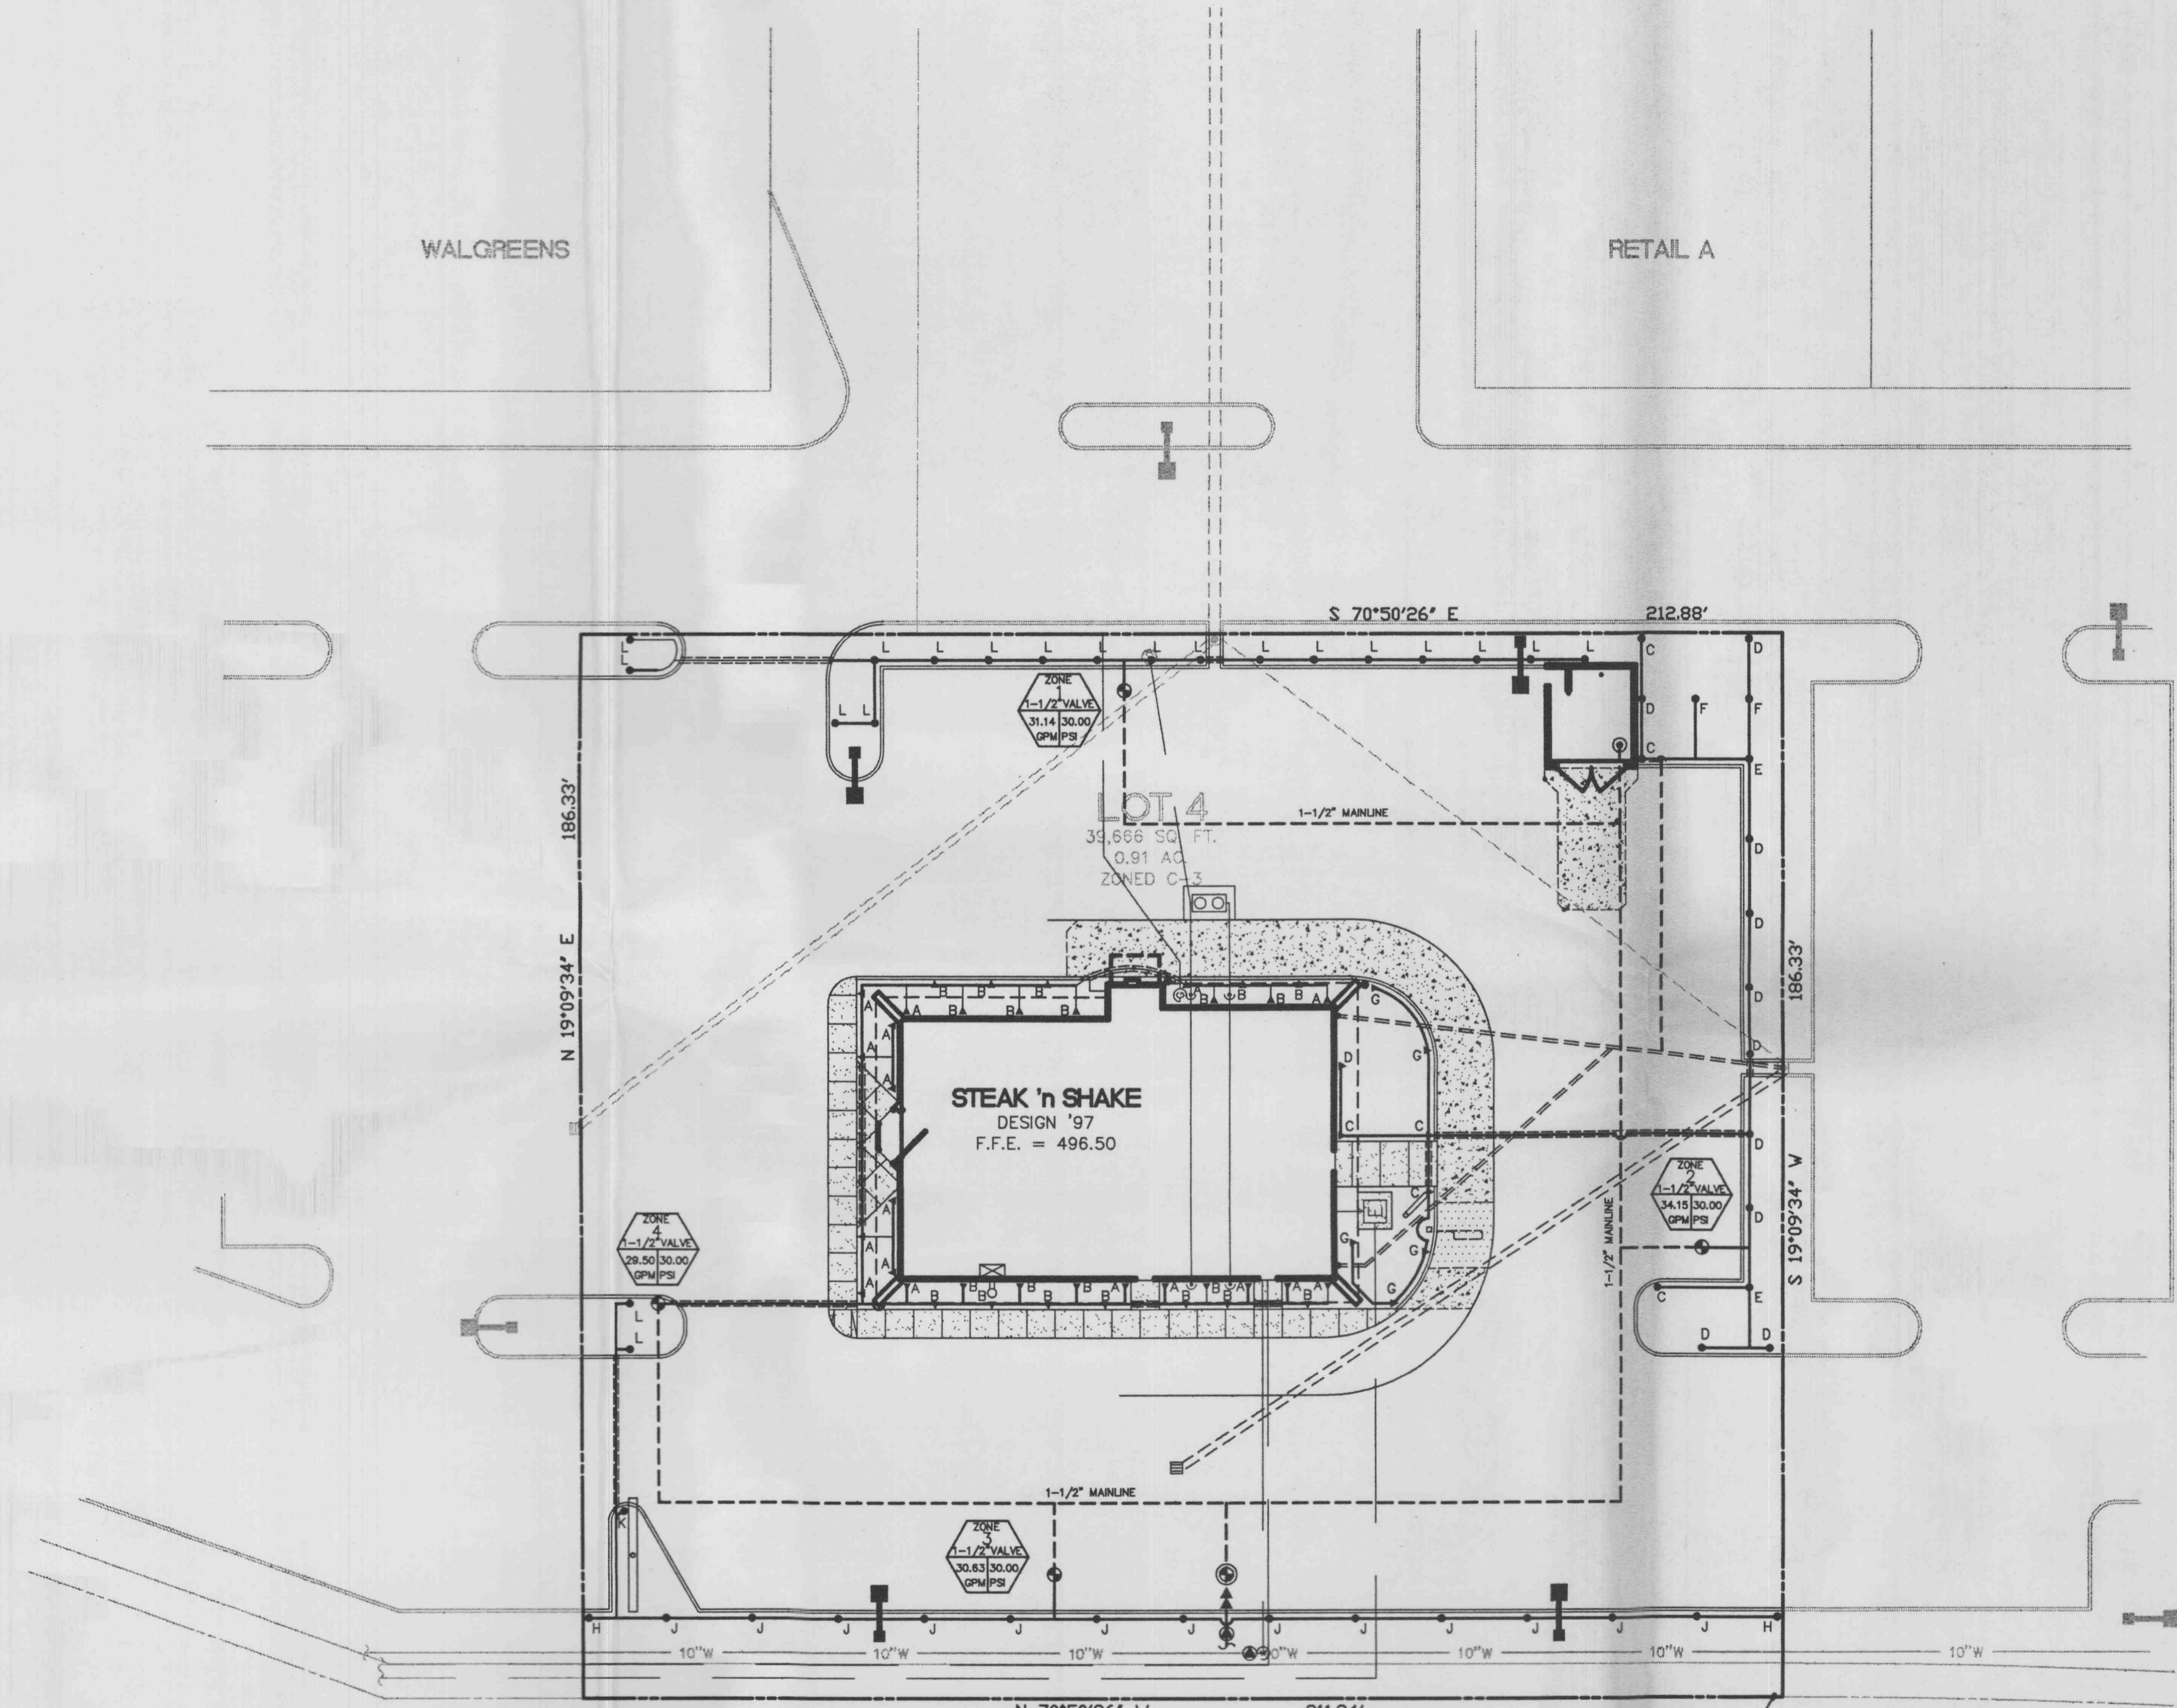 WALGREENS
RETAIL A
S 70°50'26" E
212.88'
L L L L L L L L L L L L L L
L
L
C
D
L L
D
F
F
C
E
ZONE
1
1-1/2" VALVE
31.14 30.00
GPM PSI
186.33'
N 19°09'34" E
LOT 4
39,666 SQ. FT.
0.91 AC.
ZONED C-3
1-1/2" MAINLINE
D
D
D
D
186.33'
S 19°09'34" W
B B B
A B B B
A
A B B B
B B B A
G
A
A
A
D
G
STEAK 'n SHAKE
DESIGN '97
F.F.E. = 496.50
C C
D
C
A
A
A
A
G
G
G
A B B B B A A B A A
B B B B B B B
ZONE
2
1-1/2" VALVE
34.15 30.00
GPM PSI
D
C
E
D D
1-1/2" MAINLINE
ZONE
4
1-1/2" VALVE
29.50 30.00
GPM PSI
L
L
1-1/2" MAINLINE
K
ZONE
3
1-1/2" VALVE
30.63 30.00
GPM PSI
H J J J J J J J J J J J J H
10"W 10"W 10"W 10"W 10"W 10"W 10"W